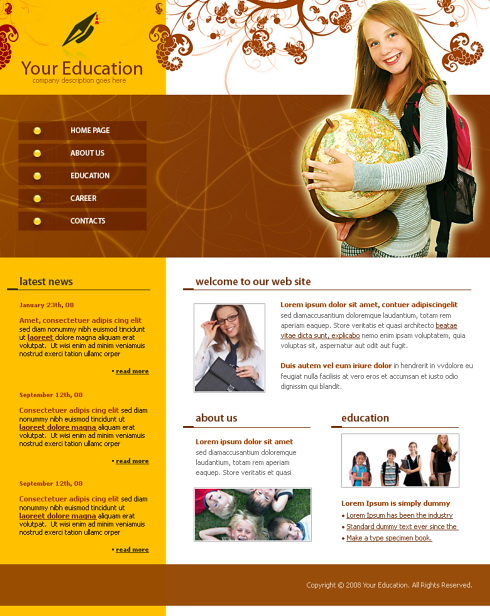 Your Education
company description goes here
HOME PAGE
ABOUT US
EDUCATION
CAREER
CONTACTS
latest news
January 23th, 08
Amet, consectetuer adipis cing elit
sed diam nonummy nibh euismod tincidunt
ut laoreet dolore magna aliquam erat
volutpat. Ut wisi enim ad minim veniamuis
nostrud exerci tation ullamc orper
• read more
September 12th, 08
Consectetuer adipis cing elit sed diam
nonummy nibh euismod tincidunt ut
laoreet dolore magna aliquam erat
volutpat. Ut wisi enim ad minim veniamuis
nostrud exerci tation ullamc orper
• read more
September 12th, 08
Consectetuer adipis cing elit sed diam
nonummy nibh euismod tincidunt ut
laoreet dolore magna aliquam erat
volutpat. Ut wisi enim ad minim veniamuis
nostrud exerci tation ullamc orper
• read more
welcome to our web site
Lorem ipsum dolor sit amet, contuer adipiscingelit
sed diamaccusantium doloremque laudantium, totam rem
aperiam eaquep. Store veritatis et quasi architecto beatae
vitae dicta sunt, explicabo nemo enim ipsam voluptatem, quia
voluptas sit, aspernatur aut odit aut fugit.
Duis autem vel eum iriure dolor in hendrerit in vvdolore eu
feugiat nulla facilisis at vero eros et accumsan et iusto odio
dignissim qui blandit.
about us
Lorem ipsum dolor sit amet
sed diamaccusantium doloremque
laudantium, totam rem aperiam
eaquep. Store veritatis et quasi
education
Lorem Ipsum is simply dummy
• Lorem Ipsum has been the industry
• Standard dummy text ever since the
• Make a type specimen book.
Copyright © 2008 Your Education. All Rights Reserved.